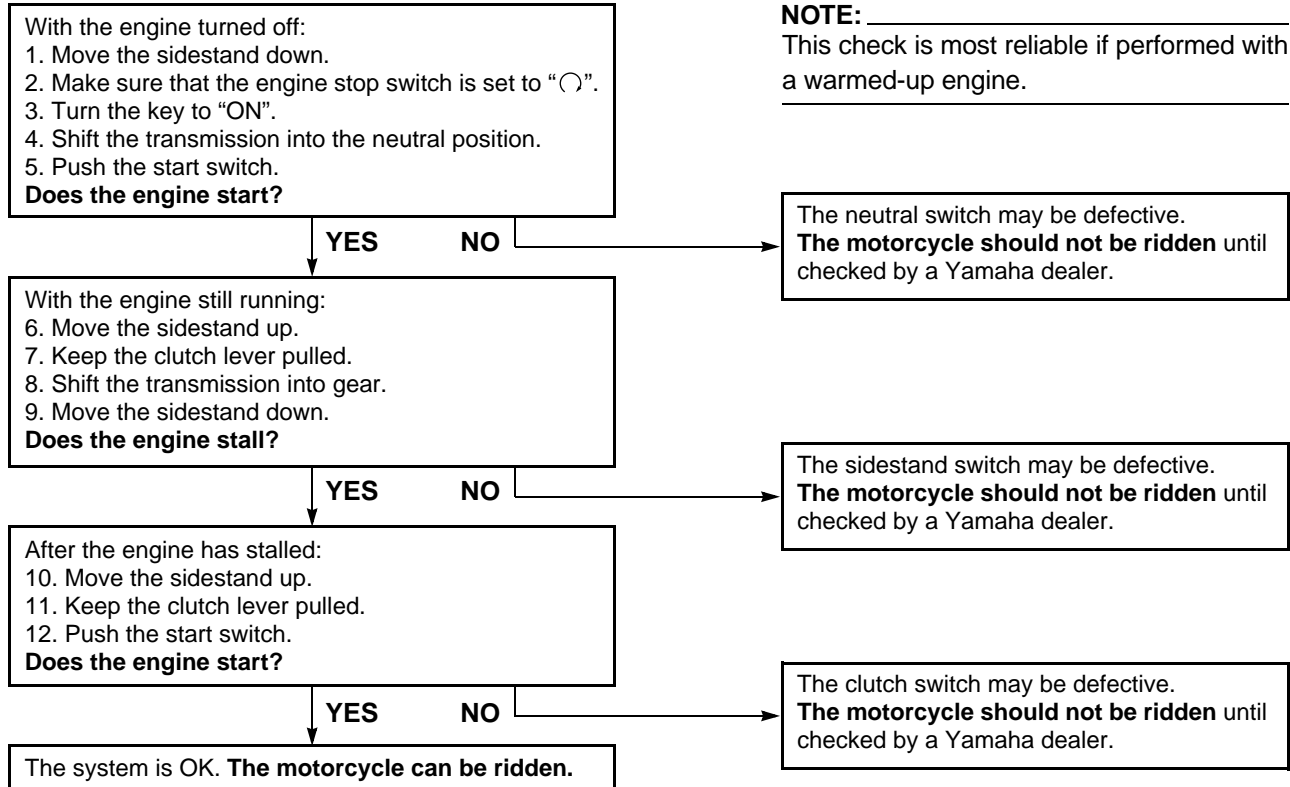 With the engine turned off:
1. Move the sidestand down.
2. Make sure that the engine stop switch is set to “○”.
3. Turn the key to “ON”.
4. Shift the transmission into the neutral position.
5. Push the start switch.
Does the engine start?
NOTE:
This check is most reliable if performed with
a warmed-up engine.
YES NO
The neutral switch may be defective.
The motorcycle should not be ridden until
checked by a Yamaha dealer.
With the engine still running:
6. Move the sidestand up.
7. Keep the clutch lever pulled.
8. Shift the transmission into gear.
9. Move the sidestand down.
Does the engine stall?
YES NO
The sidestand switch may be defective.
The motorcycle should not be ridden until
checked by a Yamaha dealer.
After the engine has stalled:
10. Move the sidestand up.
11. Keep the clutch lever pulled.
12. Push the start switch.
Does the engine start?
YES NO
The clutch switch may be defective.
The motorcycle should not be ridden until
checked by a Yamaha dealer.
The system is OK. The motorcycle can be ridden.